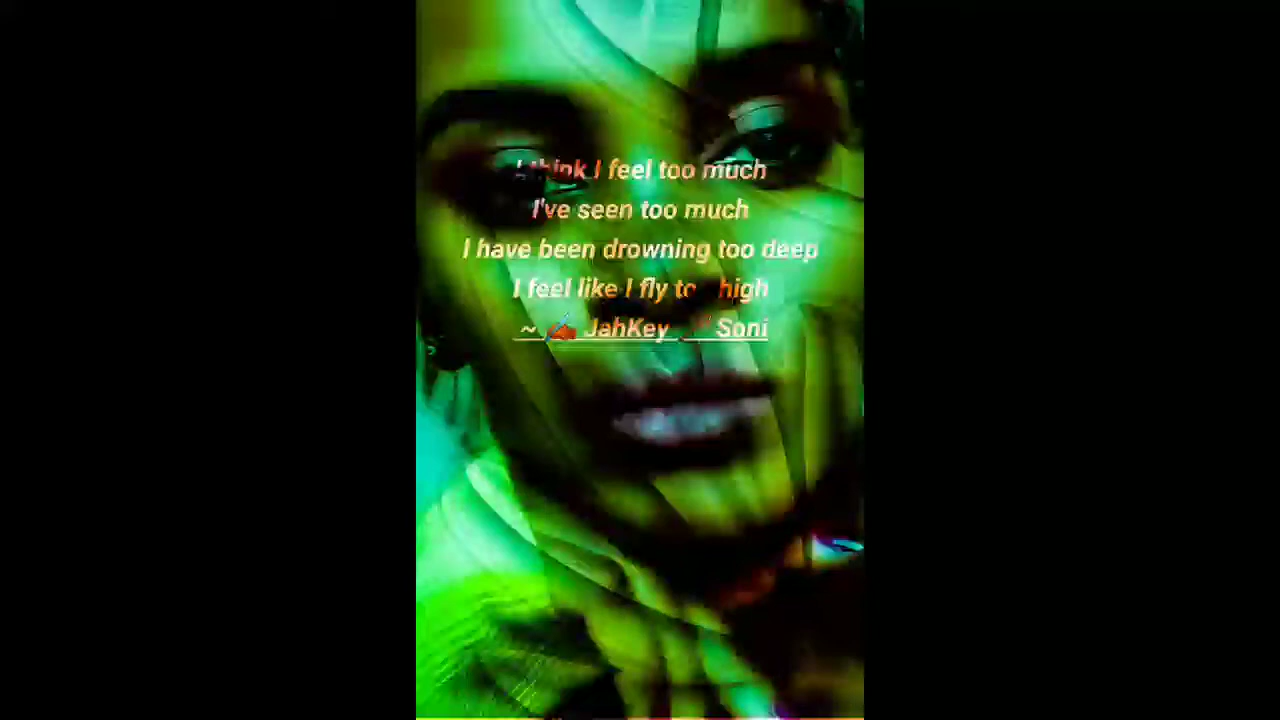 I think I feel too much
I've seen too much
I have been drowning too deep
I feel like I fly too high
~ ✍️ JahKey Soni